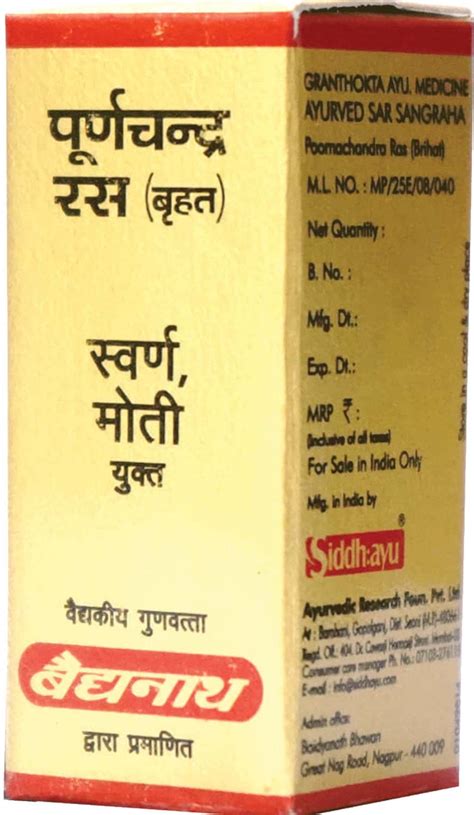 पूर्णचन्द्र
रस (बृहत)
स्वर्ण,
मोती
युक्त
वैद्यकीय गुणवत्ता
बैद्यनाथ
द्वारा प्रमाणित
GRANTHOKTA AYU. MEDICINE
AYURVED SAR SANGRAHA
Poornachandra Ras (Brihat)
M.L. NO. : MP/25E/08/040
Net Quantity :
B. No. :
Mfg. Dt.:
Exp. Dt.:
MRP ₹ :
(Inclusive of all taxes)
For Sale in India Only
Mfg. in India by
Siddhayu®
Ayurvedic Research Foun. Pvt. Ltd
Regd. Off.: 404,
Consumer care manager Ph. No.:
E-mail : info@siddhayu.com
Admin office:
Baidyanath Bhawan
Great Nag Road, Nagpur - 440 009